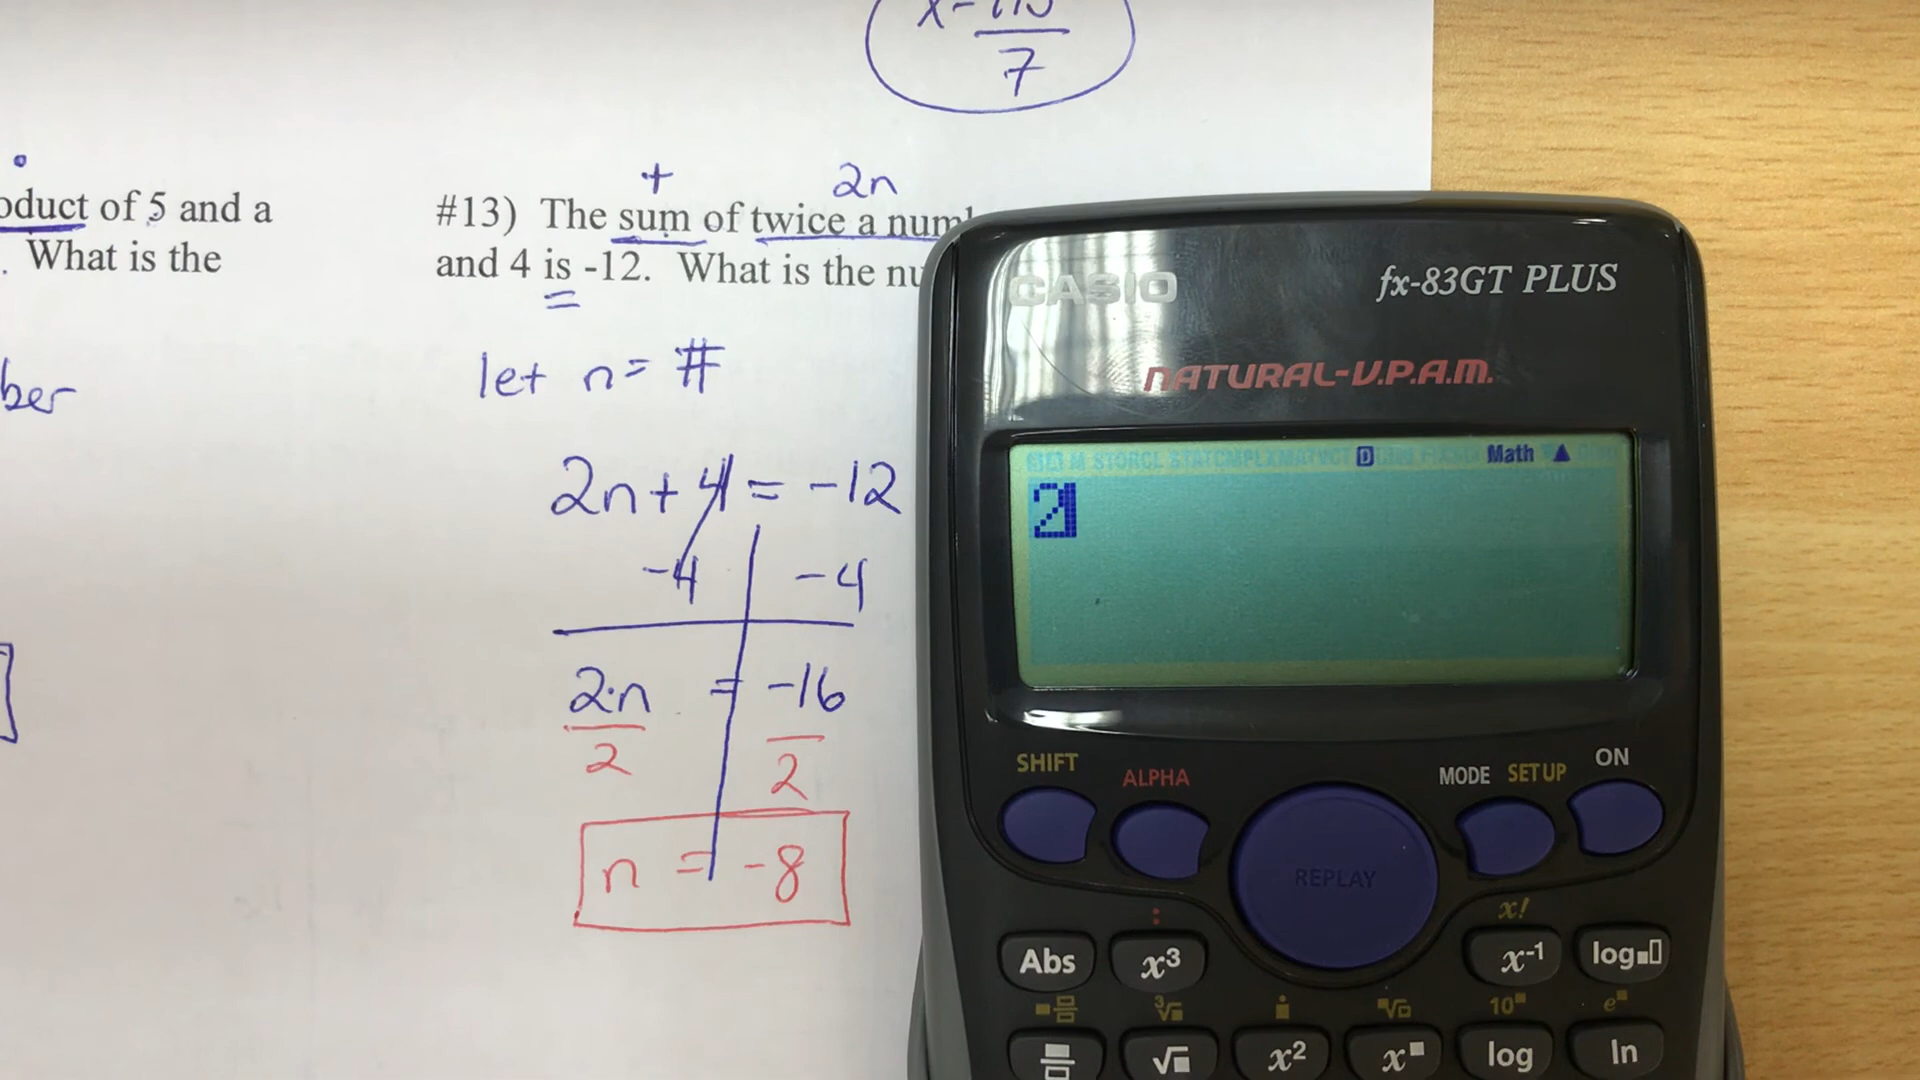 7
+ 2n
oduct of 5 and a
. What is the
ber
#13) The sum of twice a num
and 4 is -12. What is the nu
=
let n = #
2n + 4 = -12
-4 -4
2·n = -16
2 2
n = -8
CASIO fx-83GT PLUS
NATURAL-V.P.A.M.
D Math ▲
2
SHIFT ALPHA MODE SETUP ON
REPLAY
: x!
Abs x³ x⁻¹ log
³√ 10 e
√ x² x log ln